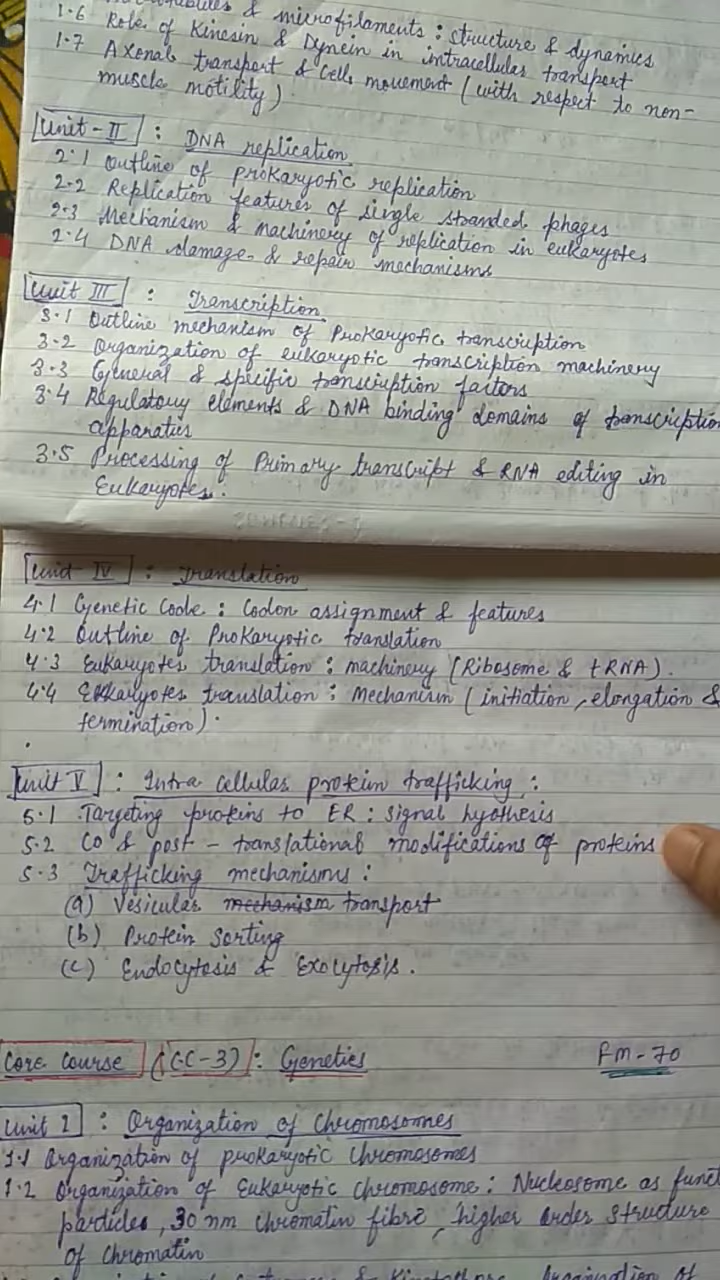 1.6 & microfilaments : structure & dynamics
1.7 Role of Kinesin & Dynein in intracellular transport
Axonal transport & Cells movement (with respect to non-
muscle motility)
Unit-II : DNA replication
2.1 Outline of prokaryotic replication
2.2 Replication features of single stranded phages
2.3 Mechanism & machinery of replication in eukaryotes
2.4 DNA damage & repair mechanisms
Unit III : Transcription
3.1 Outline mechanism of Prokaryotic transcription
3.2 Organization of eukaryotic transcription machinery
3.3 General & specific transcription factors
3.4 Regulatory elements & DNA binding domains of transcription
apparatus
3.5 Processing of Primary transcript & RNA editing in
Eukaryotes.
Unit IV : Translation
4.1 Genetic Code : Codon assignment & features
4.2 Outline of Prokaryotic translation
4.3 Eukaryotes translation : machinery (Ribosome & tRNA).
4.4 Eukaryotes translation : Mechanism (initiation, elongation &
termination).
Unit V : Intra cellular protein trafficking :
5.1 Targeting proteins to ER : signal hyothesis
5.2 Co & post - translational modifications of proteins
5.3 Trafficking mechanisms :
(a) Vesicular mechanism transport
(b) Protein Sorting
(c) Endocytosis & Exocytosis.
Core Course (CC-3) : Genetics FM-70
Unit 1 : Organization of Chromosomes
1.1 Organization of prokaryotic Chromosomes
1.2 Organization of Eukaryotic chromosome : Nucleosome as funct
particles, 30 nm chromatin fibre, higher order structure
of chromatin
& Organization of